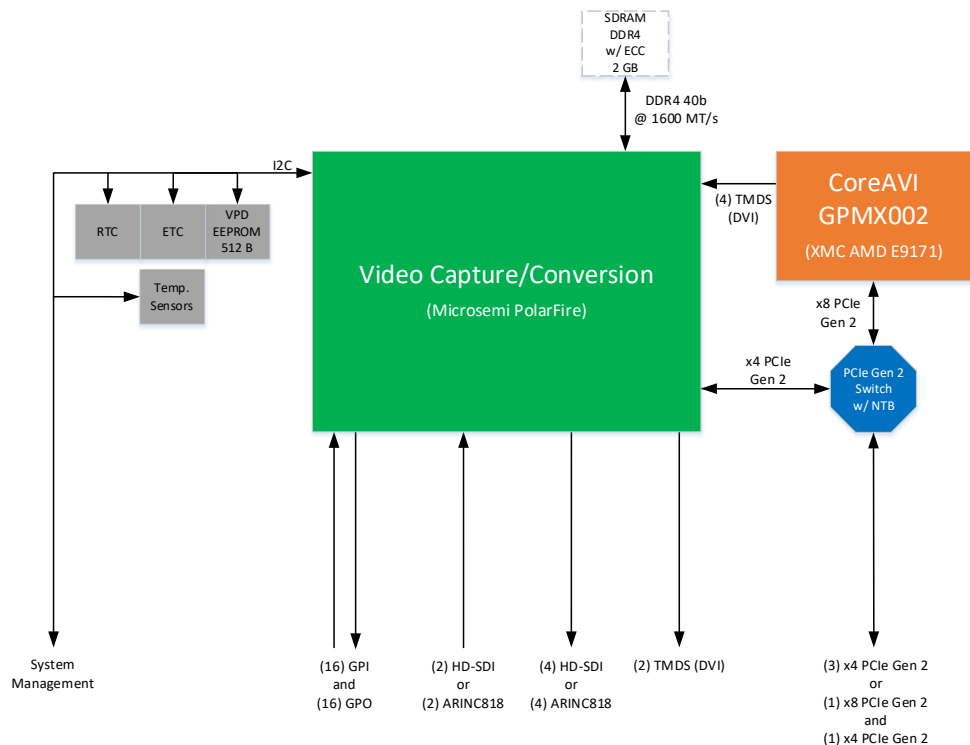 SDRAM
DDR4
w/ ECC
2 GB
DDR4 40b
@ 1600 MT/s
I2C
RTC
ETC
VPD
EEPROM
512 B
Temp.
Sensors
Video Capture/Conversion
(Microsemi PolarFire)
(4) TMDS
(DVI)
CoreAVI
GPMX002
(XMC AMD E9171)
x8 PCIe
Gen 2
x4 PCIe
Gen 2
PCIe Gen 2
Switch
w/ NTB
System
Management
(16) GPI
and
(16) GPO
(2) HD-SDI
or
(2) ARINC818
(4) HD-SDI
or
(4) ARINC818
(2) TMDS (DVI)
(3) x4 PCIe Gen 2
or
(1) x8 PCIe Gen 2
and
(1) x4 PCIe Gen 2